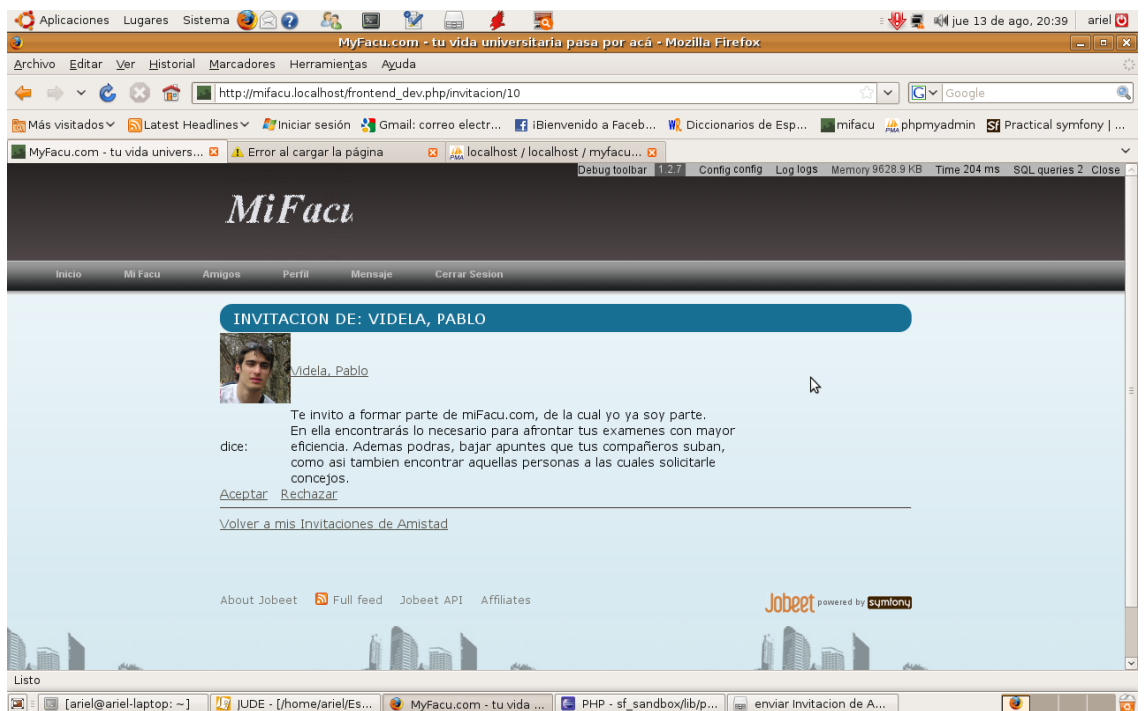 Aplicaciones Lugares Sistema jue 13 de ago, 20:39 ariel
MyFacu.com - tu vida universitaria pasa por acá - Mozilla Firefox
Archivo Editar Ver Historial Marcadores Herramientas Ayuda
http://mifacu.localhost/frontend_dev.php/invitacion/10 Google
Más visitados Latest Headlines Iniciar sesión Gmail: correo electr... iBienvenido a Faceb... Diccionarios de Esp... mifacu phpmyadmin Practical symfony | ...
MyFacu.com - tu vida univers... Error al cargar la página localhost / localhost / myfacu...
Debug toolbar 1.2.7 Config config Log logs Memory 9628.9 KB Time 204 ms SQL queries 2 Close
MiFacu
Inicio Mi Facu Amigos Perfil Mensaje Cerrar Sesion
INVITACION DE: VIDELA, PABLO
Videla, Pablo
Te invito a formar parte de miFacu.com, de la cual yo ya soy parte.
En ella encontrarás lo necesario para afrontar tus examenes con mayor
dice: eficiencia. Ademas podras, bajar apuntes que tus compañeros suban,
como asi tambien encontrar aquellas personas a las cuales solicitarle
concejos.
Aceptar Rechazar
Volver a mis Invitaciones de Amistad
About Jobeet Full feed Jobeet API Affiliates Jobeet powered by symfony
Listo
[ariel@ariel-laptop: ~] JUDE - [/home/ariel/Es... MyFacu.com - tu vida ... PHP - sf_sandbox/lib/p... enviar Invitacion de A...